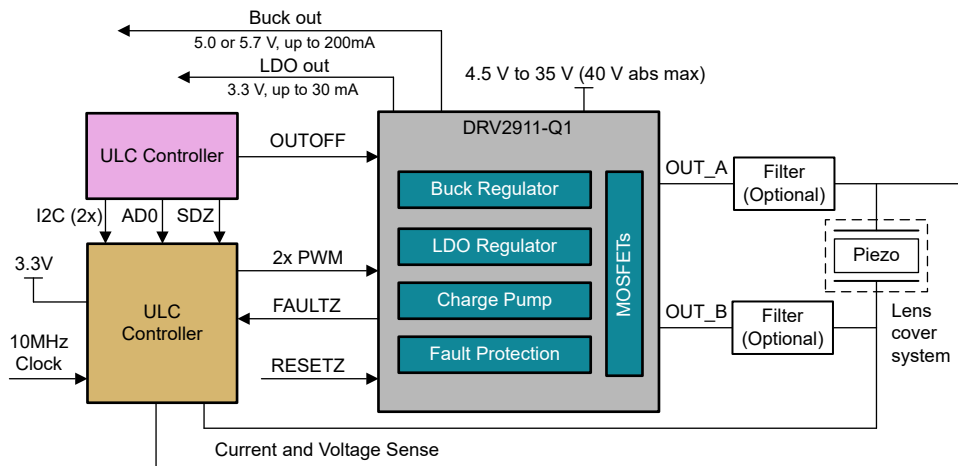 Buck out
5.0 or 5.7 V, up to 200mA
LDO out
3.3 V, up to 30 mA
4.5 V to 35 V (40 V abs max)
DRV2911-Q1
ULC Controller
OUTOFF
OUT_A
Filter
(Optional)
Buck Regulator
I2C (2x)
AD0
SDZ
LDO Regulator
MOSFETs
Piezo
3.3V
2x PWM
ULC
Controller
FAULTZ
Charge Pump
OUT_B
Filter
(Optional)
Lens
cover
system
10MHz
Clock
RESETZ
Fault Protection
Current and Voltage Sense